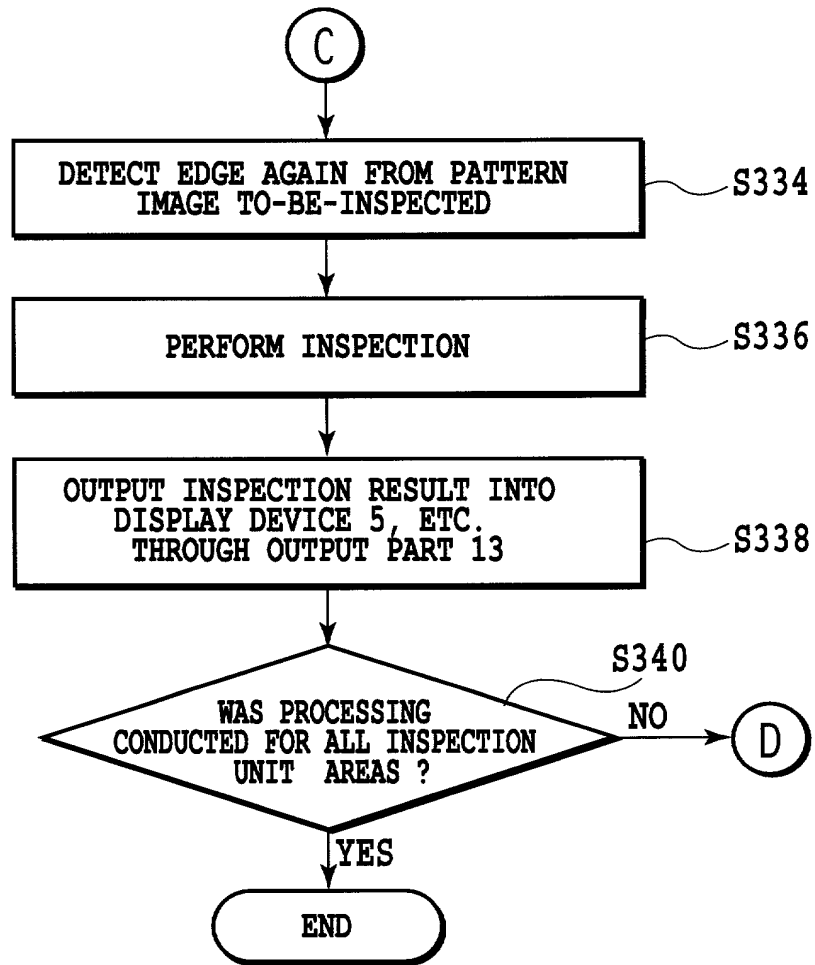 C
DETECT EDGE AGAIN FROM PATTERN
IMAGE TO-BE-INSPECTED
S334
PERFORM INSPECTION
S336
OUTPUT INSPECTION RESULT INTO
DISPLAY DEVICE 5, ETC.
THROUGH OUTPUT PART 13
S338
S340
WAS PROCESSING
CONDUCTED FOR ALL INSPECTION
UNIT AREAS ?
NO
D
YES
END